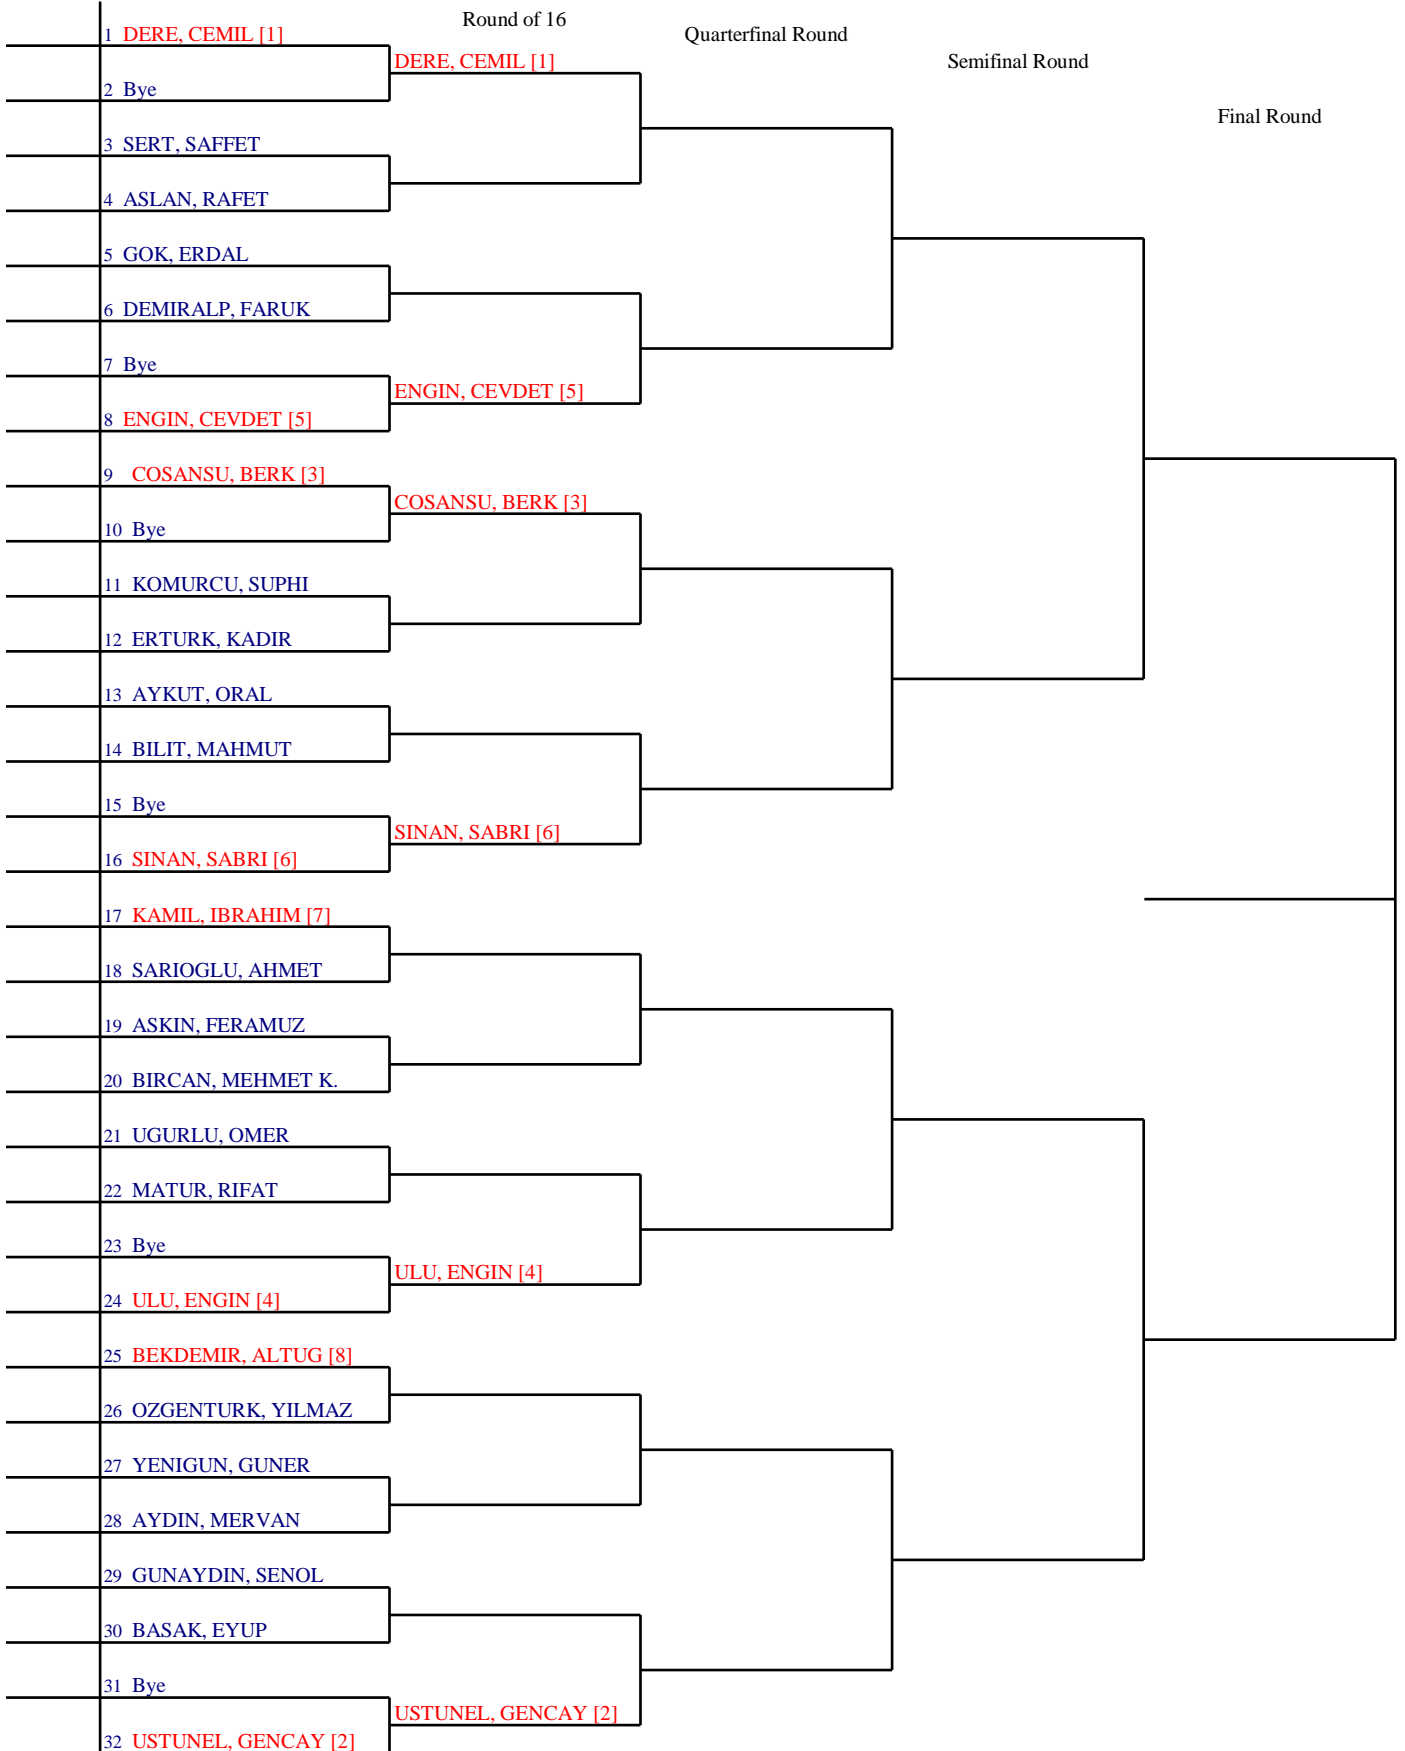 Round of 16
Quarterfinal Round
Semifinal Round
Final Round
1 DERE, CEMIL [1]
DERE, CEMIL [1]
2 Bye
3 SERT, SAFFET
4 ASLAN, RAFET
5 GOK, ERDAL
6 DEMIRALP, FARUK
7 Bye
ENGIN, CEVDET [5]
8 ENGIN, CEVDET [5]
9 COSANSU, BERK [3]
COSANSU, BERK [3]
10 Bye
11 KOMURCU, SUPHI
12 ERTURK, KADIR
13 AYKUT, ORAL
14 BILIT, MAHMUT
15 Bye
SINAN, SABRI [6]
16 SINAN, SABRI [6]
17 KAMIL, IBRAHIM [7]
18 SARIOGLU, AHMET
19 ASKIN, FERAMUZ
20 BIRCAN, MEHMET K.
21 UGURLU, OMER
22 MATUR, RIFAT
23 Bye
ULU, ENGIN [4]
24 ULU, ENGIN [4]
25 BEKDEMIR, ALTUG [8]
26 OZGENTURK, YILMAZ
27 YENIGUN, GUNER
28 AYDIN, MERVAN
29 GUNAYDIN, SENOL
30 BASAK, EYUP
31 Bye
USTUNEL, GENCAY [2]
32 USTUNEL, GENCAY [2]